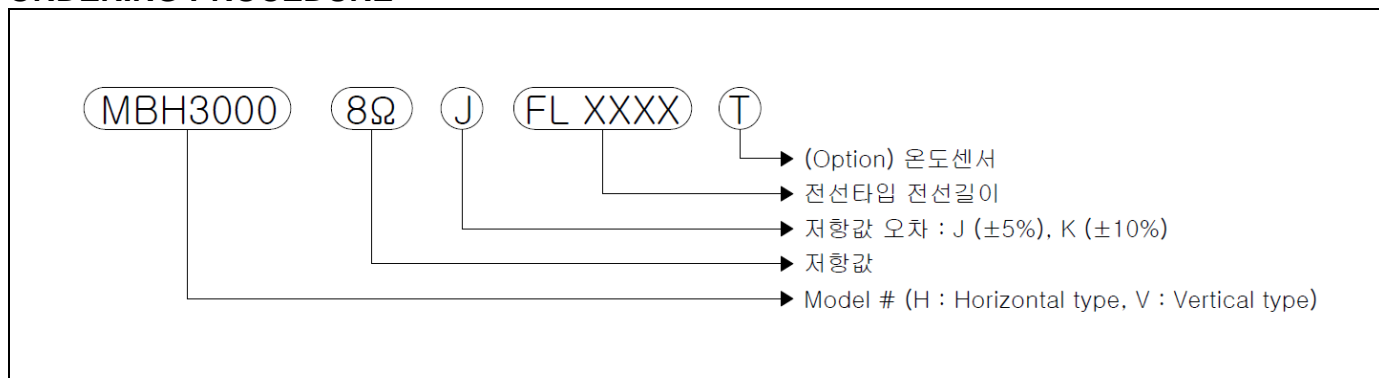 MBH3000 8Ω J FL XXXX T
(Option) 온도센서
전선타입 전선길이
저항값 오차 : J (±5%), K (±10%)
저항값
Model # (H : Horizontal type, V : Vertical type)